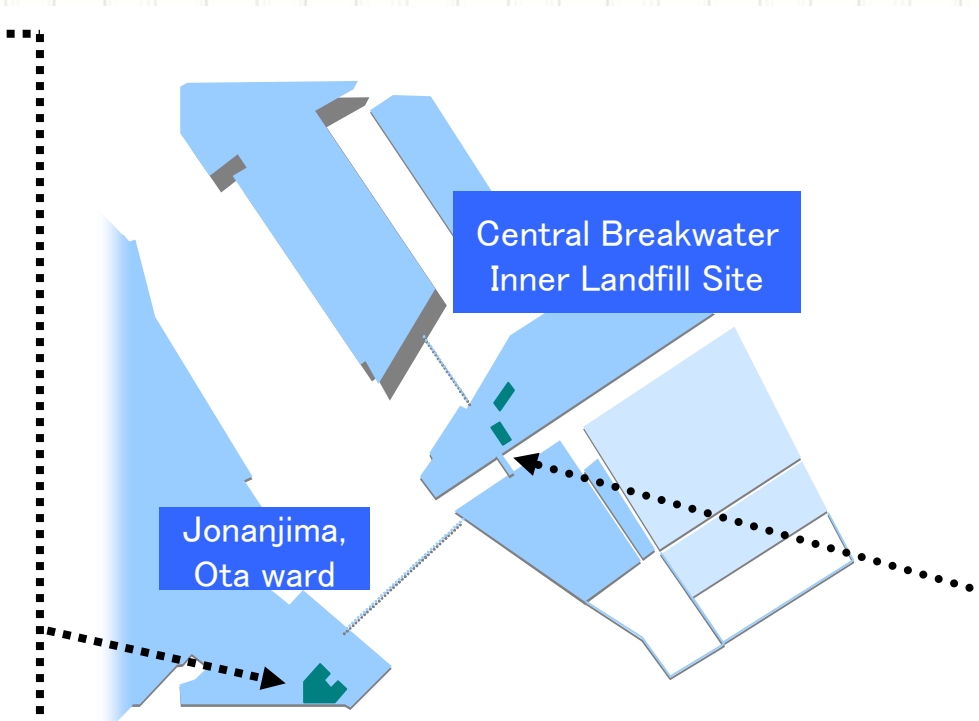 Central Breakwater
Inner Landfill Site
Jonanjima,
Ota ward